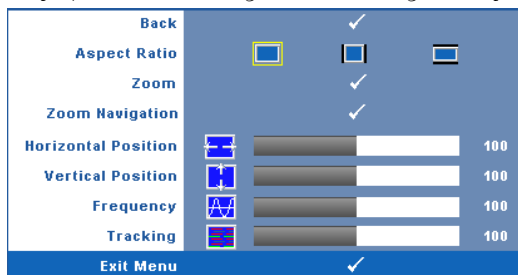 Back
Aspect Ratio
Zoom
Zoom Navigation
Horizontal Position 100
Vertical Position 100
Frequency 100
Tracking 100
Exit Menu